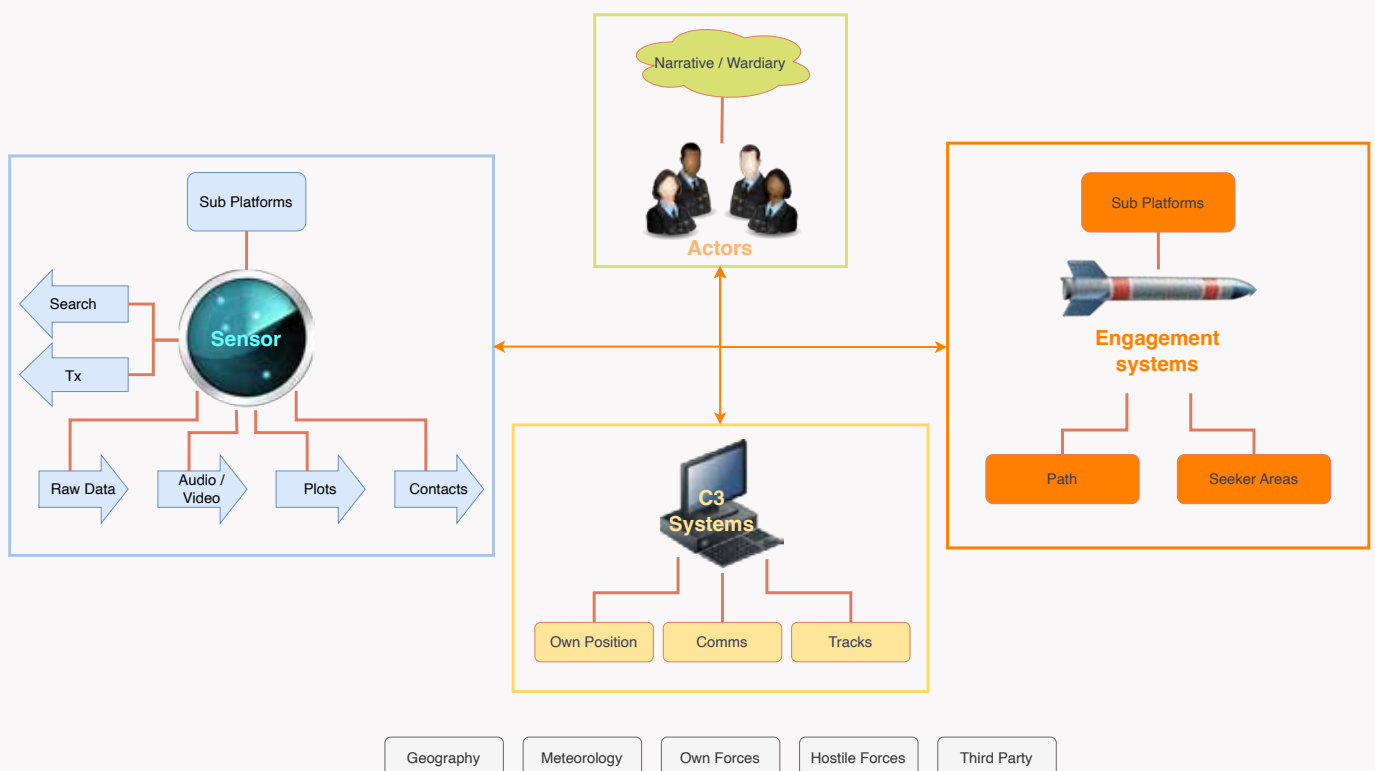 Narrative / Wardiary
Actors
Sub Platforms
Search
Tx
Sensor
Raw Data
Audio /
Video
Plots
Contacts
Sub Platforms
Engagement
systems
Path
Seeker Areas
C3
Systems
Own Position
Comms
Tracks
Geography
Meteorology
Own Forces
Hostile Forces
Third Party